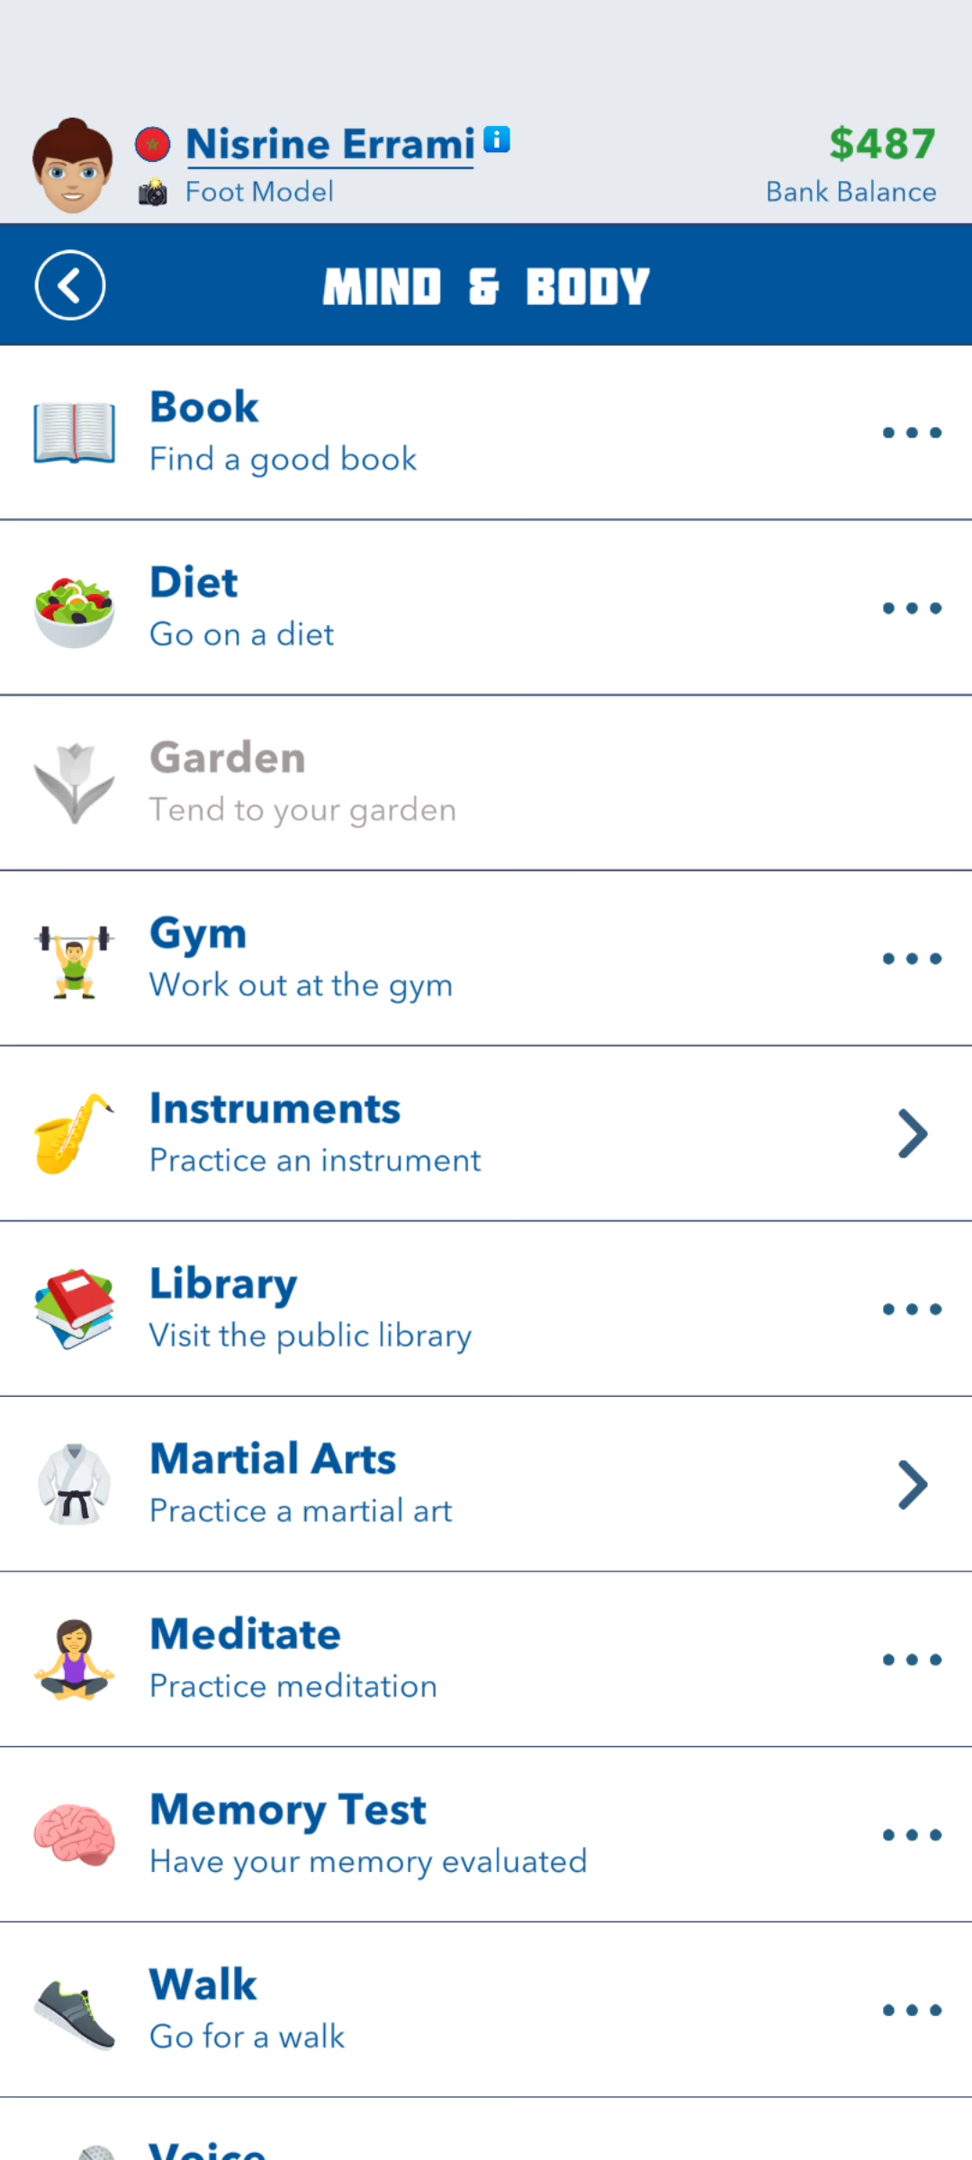 Nisrine Errami
$487
Foot Model
Bank Balance
MIND & BODY
Book
Find a good book
Diet
Go on a diet
Garden
Tend to your garden
Gym
Work out at the gym
Instruments
Practice an instrument
Library
Visit the public library
Martial Arts
Practice a martial art
Meditate
Practice meditation
Memory Test
Have your memory evaluated
Walk
Go for a walk
Voice